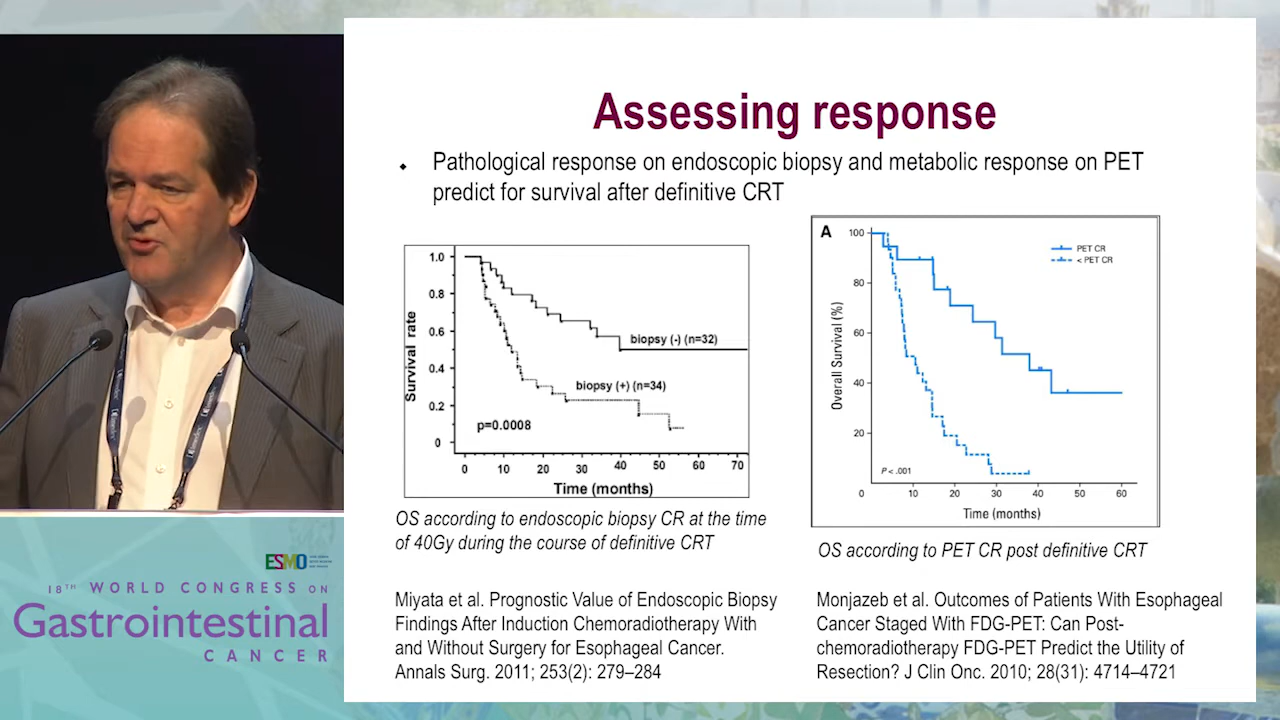 Assessing response
Pathological response on endoscopic biopsy and metabolic response on PET
predict for survival after definitive CRT
Survival rate
1.0
0.8
0.6
0.4
0.2
0
biopsy (-) (n=32)
biopsy (+) (n=34)
p=0.0008
0 10 20 30 40 50 60 70
Time (months)
OS according to endoscopic biopsy CR at the time
of 40Gy during the course of definitive CRT
Miyata et al. Prognostic Value of Endoscopic Biopsy
Findings After Induction Chemoradiotherapy With
and Without Surgery for Esophageal Cancer.
Annals Surg. 2011; 253(2): 279–284
A
Overall Survival (%)
100
80
60
40
20
0
PET CR
< PET CR
P < .001
10 20 30 40 50 60
Time (months)
OS according to PET CR post definitive CRT
Monjazeb et al. Outcomes of Patients With Esophageal
Cancer Staged With FDG-PET: Can Post-
chemoradiotherapy FDG-PET Predict the Utility of
Resection? J Clin Onc. 2010; 28(31): 4714–4721
ESMO
18TH WORLD CONGRESS ON
Gastrointestinal
CANCER